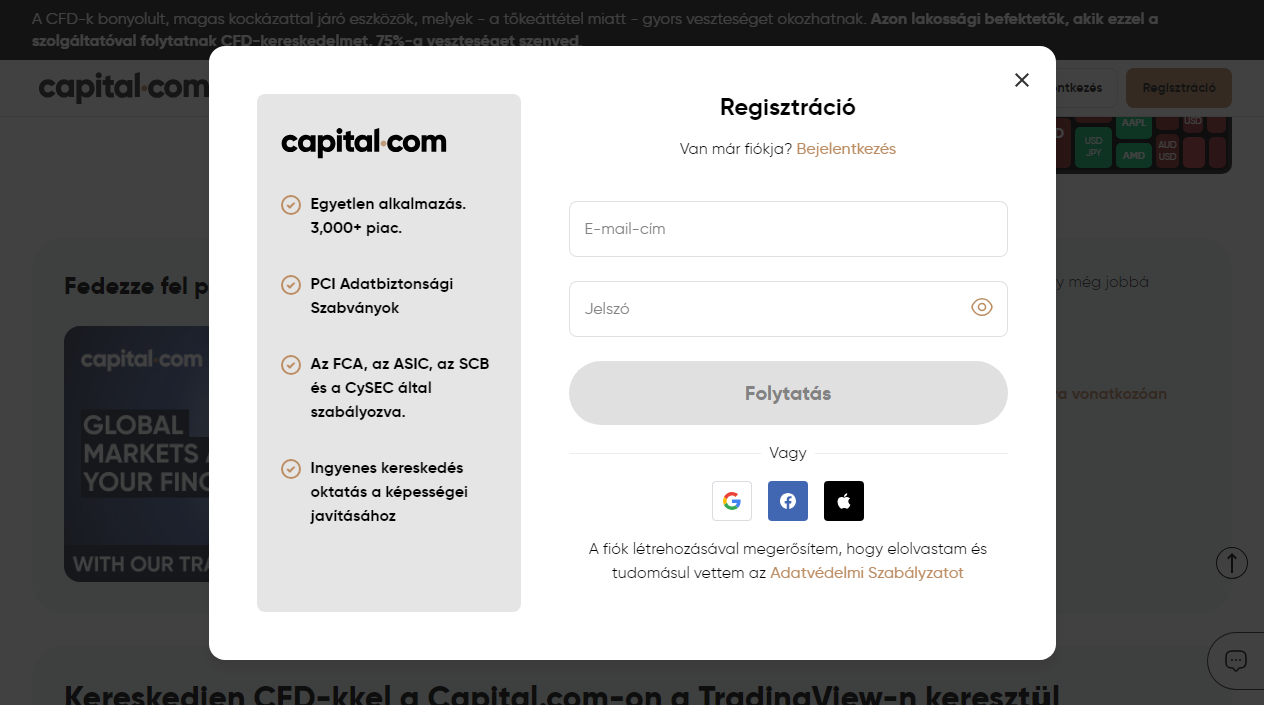 A CFD-k bonyolult, magas kockázattal járó eszközök, melyek - a tőkeáttétel miatt - gyors veszteséget okozhatnak. Azon lakossági befektetők, akik ezzel a
szolgáltatóval folytatnak CFD-kereskedelmet, 75%-a veszteséget szenved.
capital.com
Regisztráció
AAPL
USD
USD
JPY
AMD
AUD
USD
capital.com
Egyetlen alkalmazás.
3,000+ piac.
PCI Adatbiztonsági
Szabványok
Az FCA, az ASIC, az SCB
és a CySEC által
szabályozva.
Ingyenes kereskedés
oktatás a képességei
javításához
Regisztráció
Van már fiókja? Bejelentkezés
E-mail-cím
Jelszó
Folytatás
Vagy
A fiók létrehozásával megerősítem, hogy elolvastam és
tudomásul vettem az Adatvédelmi Szabályzatot
Fedezze fel
még jobbá
capital.com
GLOBAL
MARKETS
YOUR
WITH OUR
vonatkozóan
Kereskedjen CFD-kkel a Capital.com-on a TradingView-n keresztül